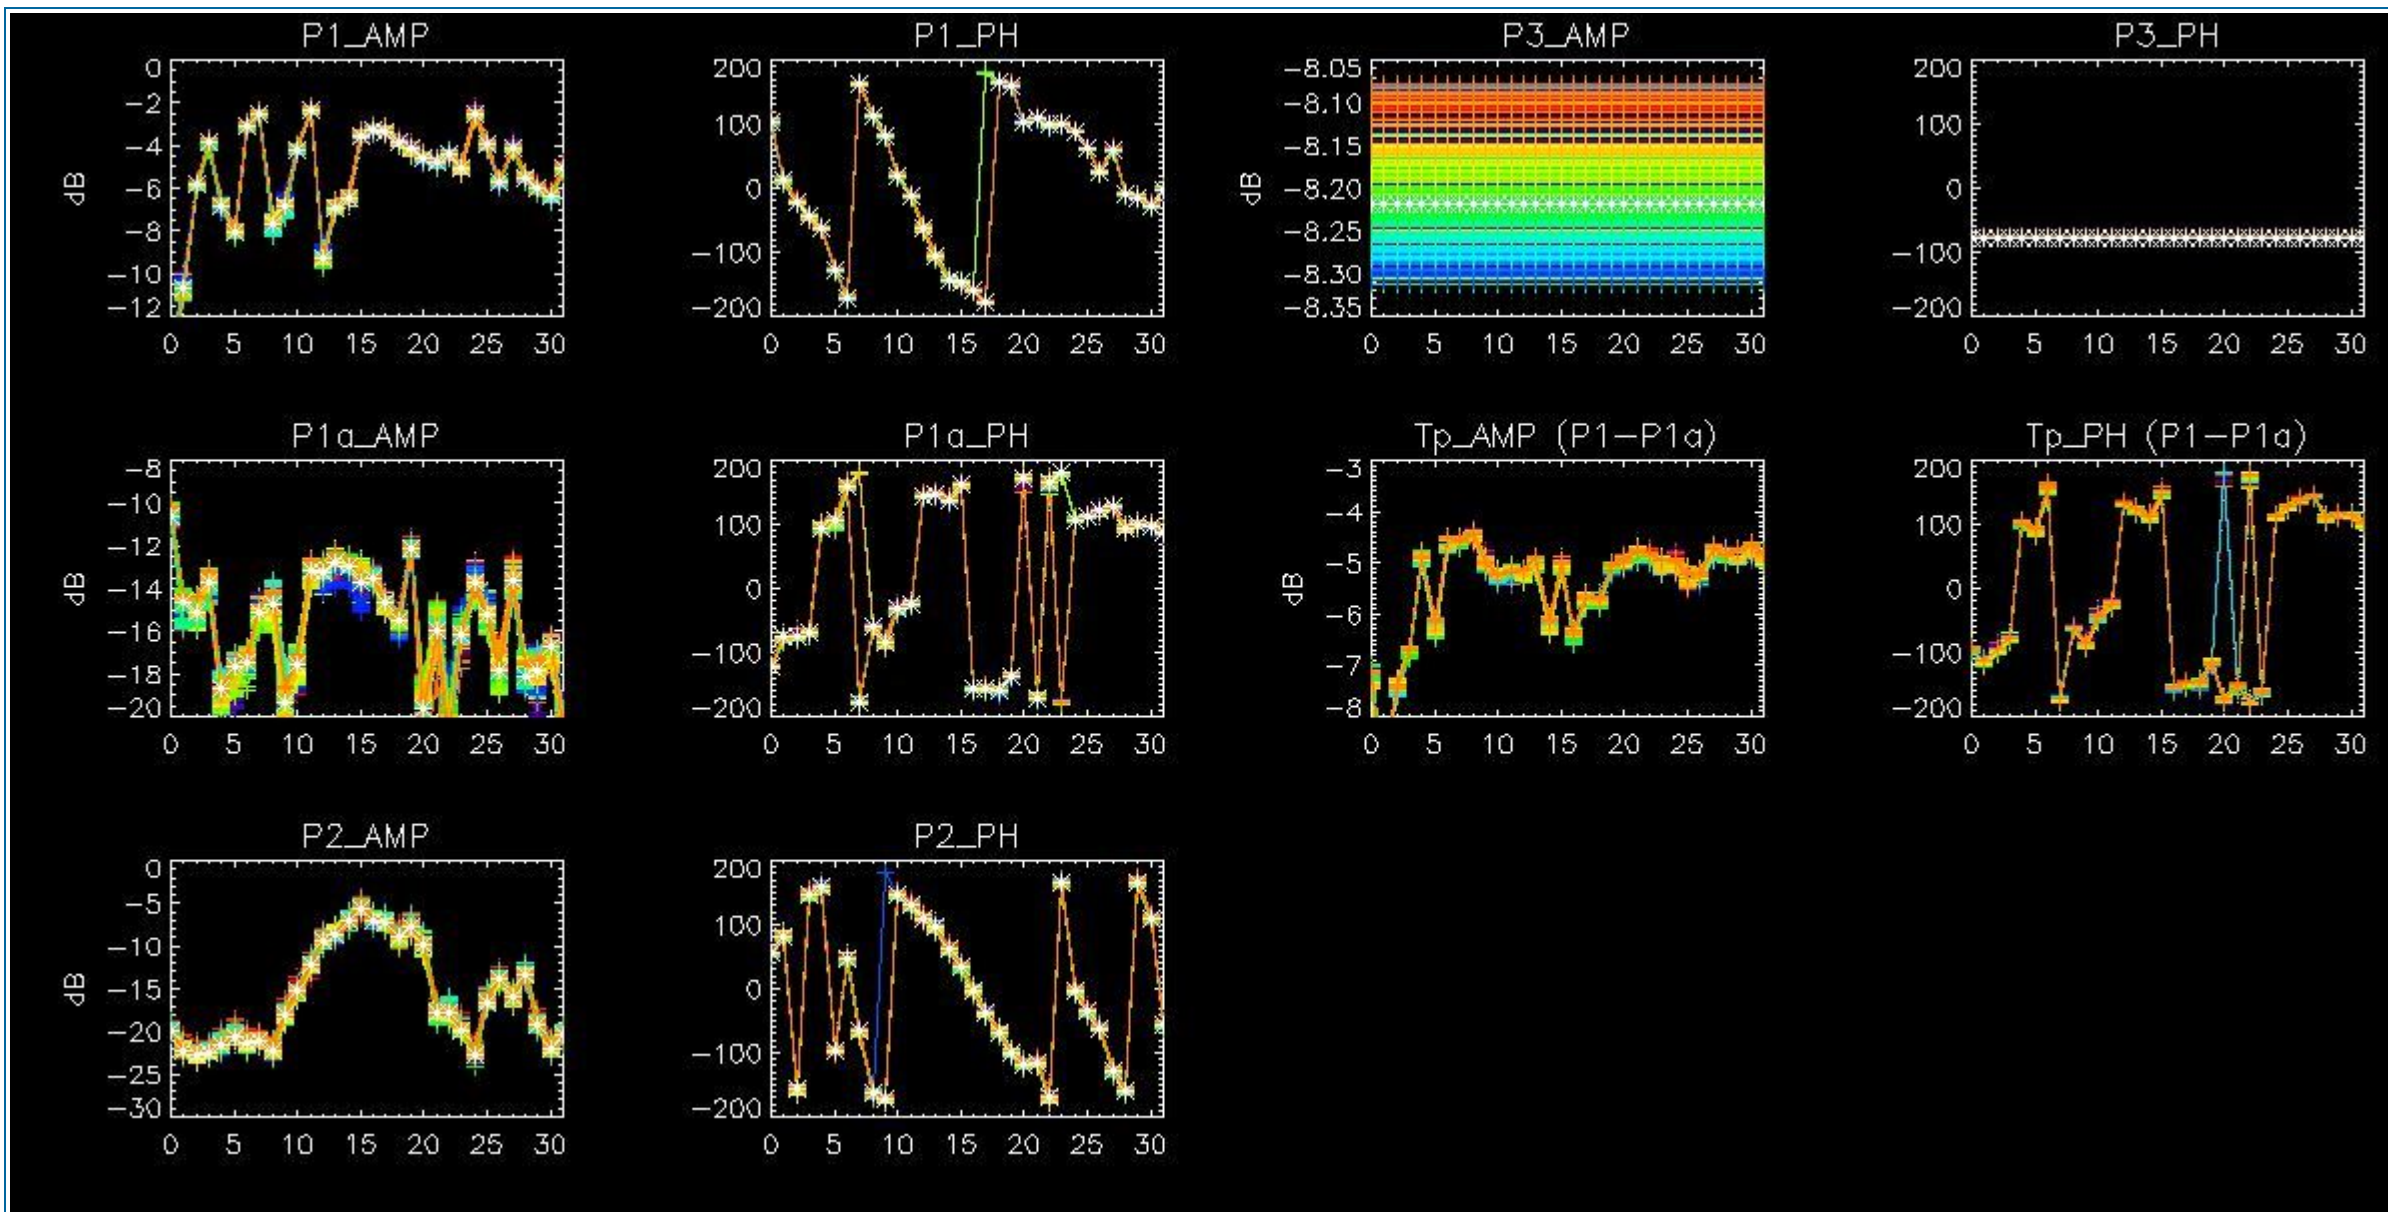 P1_AMP
P1_PH
P3_AMP
P3_PH
0
−2
−4
−6
−8
−10
−12
dB
0 5 10 15 20 25 30
200
100
0
−100
−200
0 5 10 15 20 25 30
−8.05
−8.10
−8.15
−8.20
−8.25
−8.30
−8.35
dB
0 5 10 15 20 25 30
200
100
0
−100
−200
0 5 10 15 20 25 30
P1a_AMP
P1a_PH
Tp_AMP (P1−P1a)
Tp_PH (P1−P1a)
−8
−10
−12
−14
−16
−18
−20
dB
0 5 10 15 20 25 30
200
100
0
−100
−200
0 5 10 15 20 25 30
−3
−4
−5
−6
−7
−8
dB
0 5 10 15 20 25 30
200
100
0
−100
−200
0 5 10 15 20 25 30
P2_AMP
P2_PH
0
−5
−10
−15
−20
−25
−30
dB
0 5 10 15 20 25 30
200
100
0
−100
−200
0 5 10 15 20 25 30